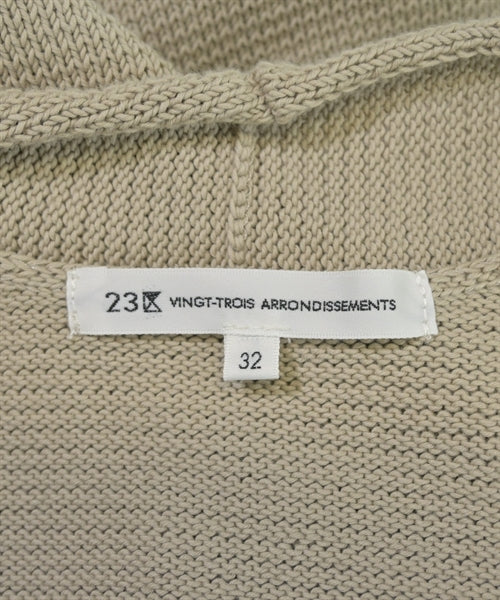 23区 VINGT-TROIS ARRONDISSEMENTS
32